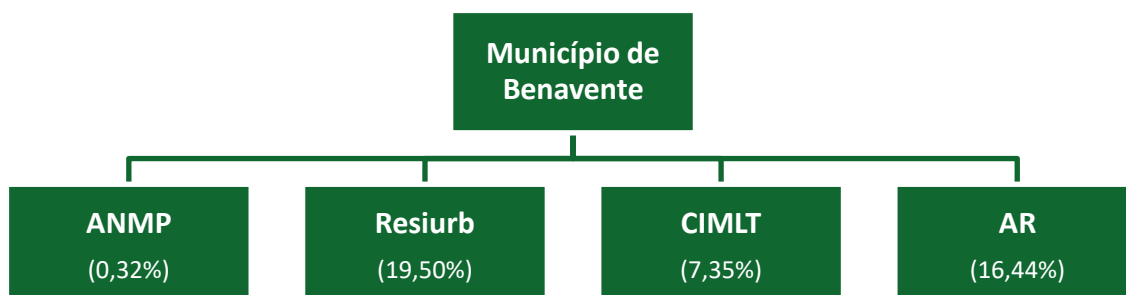 Município de
Benavente
ANMP
(0,32%)
Resiurb
(19,50%)
CIMLT
(7,35%)
AR
(16,44%)